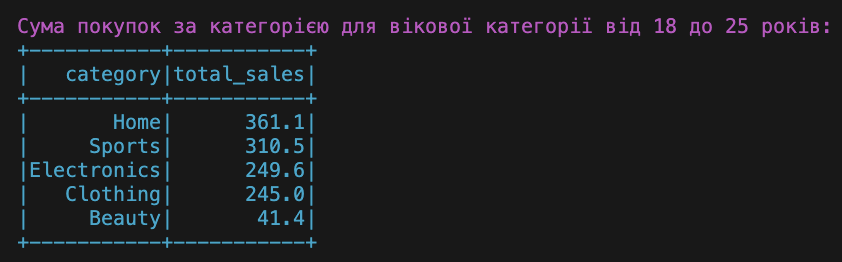 Сума покупок за категорією для вікової категорії від 18 до 25 років:
+-----------+-----------+
|   category|total_sales|
+-----------+-----------+
|       Home|      361.1|
|     Sports|      310.5|
|Electronics|      249.6|
|   Clothing|      245.0|
|     Beauty|       41.4|
+-----------+-----------+